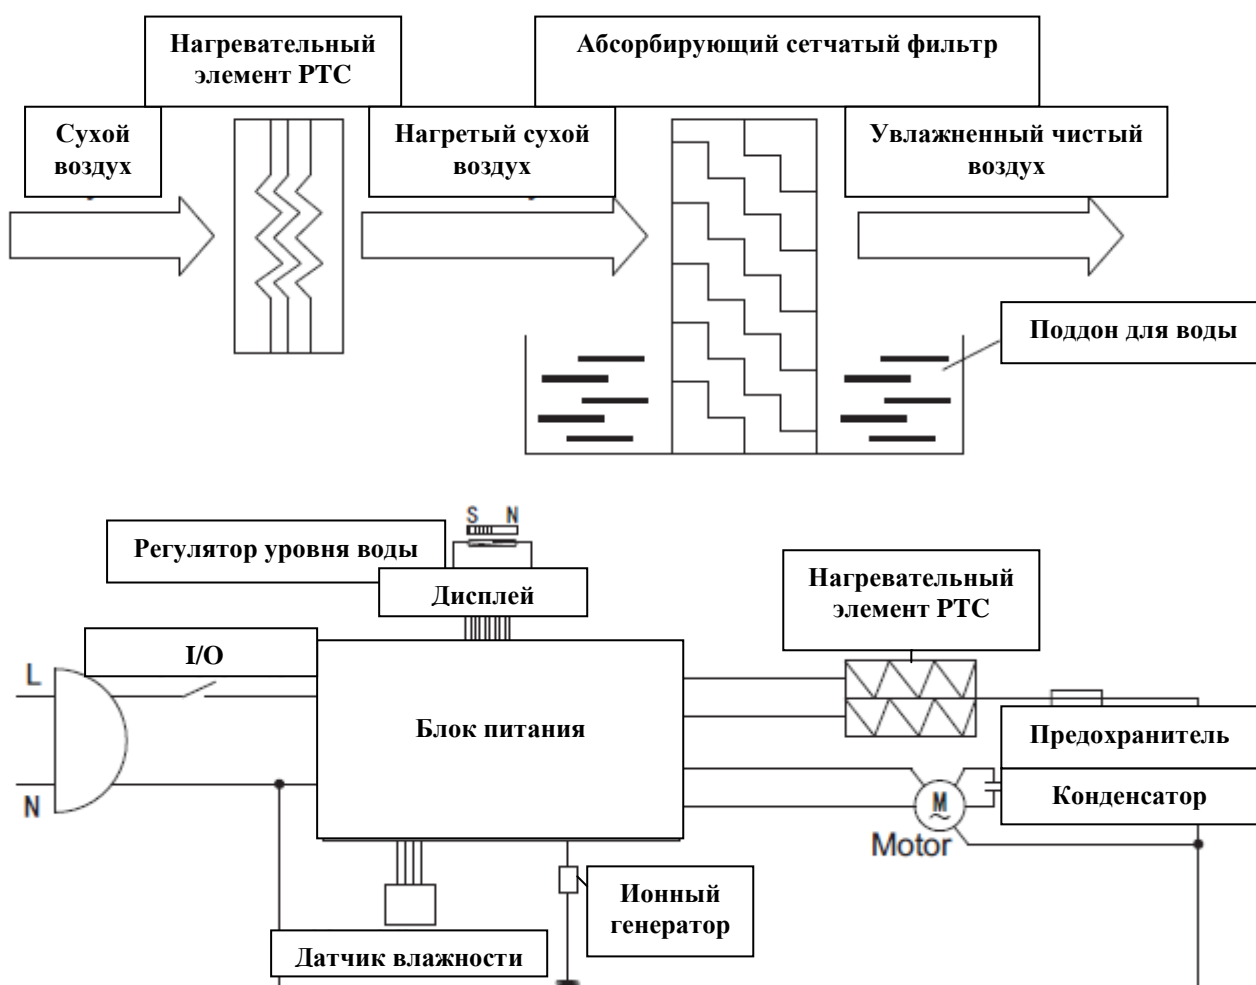 Нагревательный
элемент PTC
Абсорбирующий сетчатый фильтр
Сухой
воздух
Нагретый сухой
воздух
Увлажненный чистый
воздух
Поддон для воды
S N
Регулятор уровня воды
Дисплей
Нагревательный
элемент PTC
I/O
L
Блок питания
Предохранитель
N
M
Конденсатор
Motor
Ионный
генератор
Датчик влажности